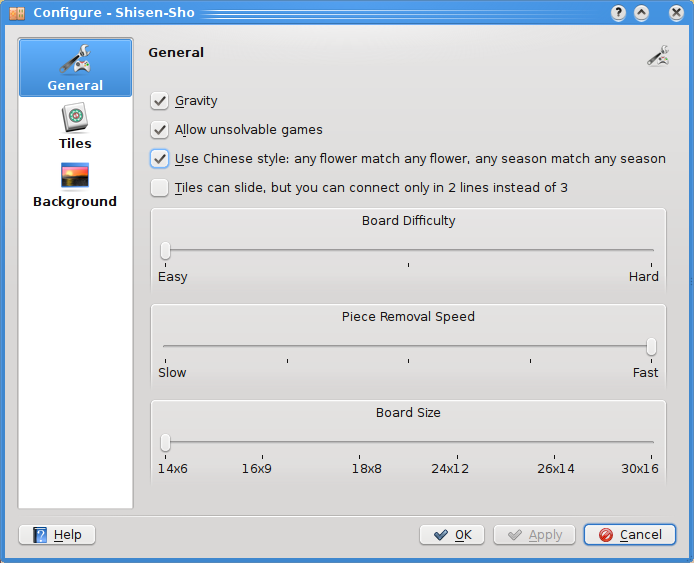 Configure - Shisen-Sho
General
Tiles
Background
General
Gravity
Allow unsolvable games
Use Chinese style: any flower match any flower, any season match any season
Tiles can slide, but you can connect only in 2 lines instead of 3
Board Difficulty
Easy Hard
Piece Removal Speed
Slow Fast
Board Size
14x6 16x9 18x8 24x12 26x14 30x16
Help OK Apply Cancel